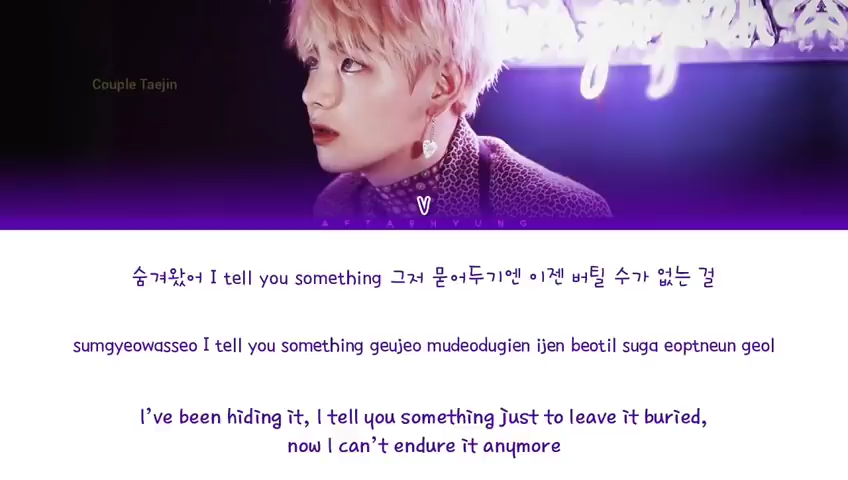 Couple Taejin
V
A F T A E H Y U N G
숨겨왔어 I tell you something 그저 묻어두기엔 이젠 버틸 수가 없는 걸
sumgyeowasseo I tell you something geujeo mudeodugien ijen beotil suga eoptneun geol
I’ve been hiding it, I tell you something just to leave it buried,
now I can’t endure it anymore